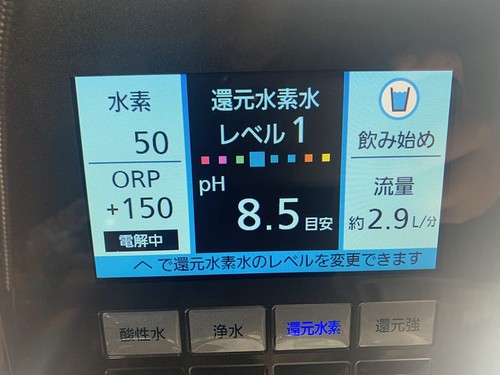 水素
50
ORP
+150
電解中
還元水素水
レベル 1
pH
8.5 目安
飲み始め
流量
約2.9L/分
へ で還元水素水のレベルを変更できます
酸性水
浄水
還元水素
還元強